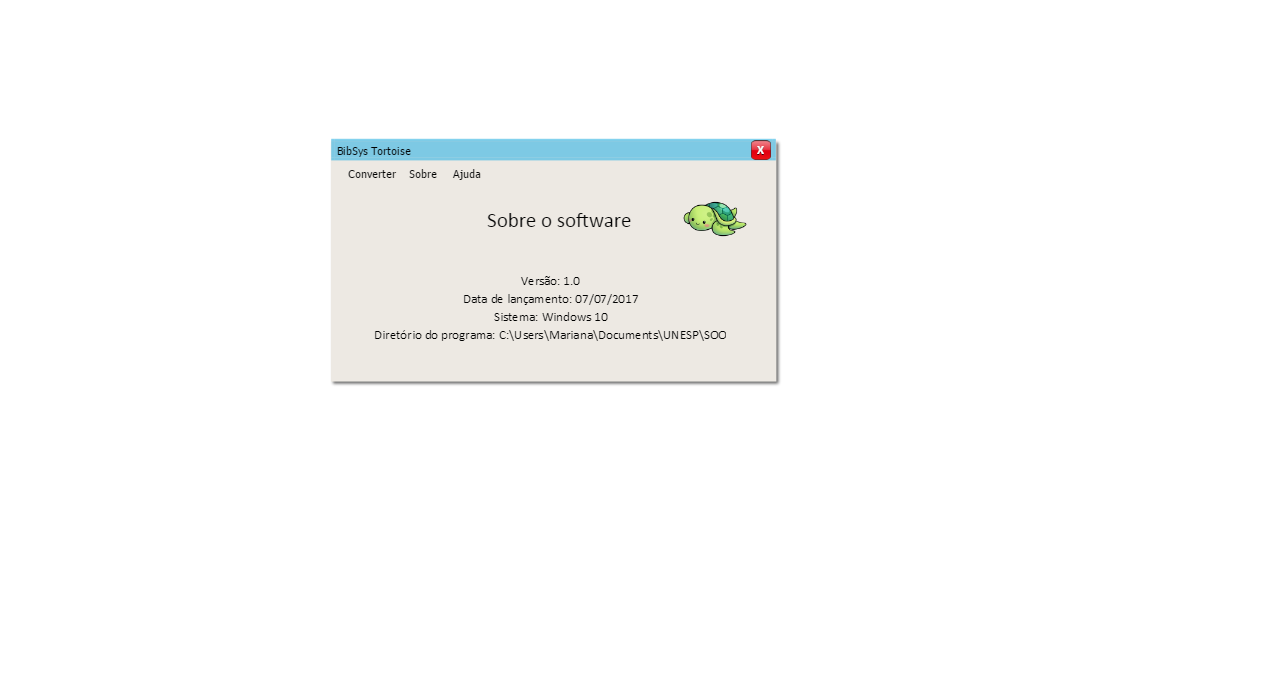 BibSys Tortoise
X
Converter Sobre Ajuda
Sobre o software
Versão: 1.0
Data de lançamento: 07/07/2017
Sistema: Windows 10
Diretório do programa: C:\Users\Mariana\Documents\UNESP\SOO